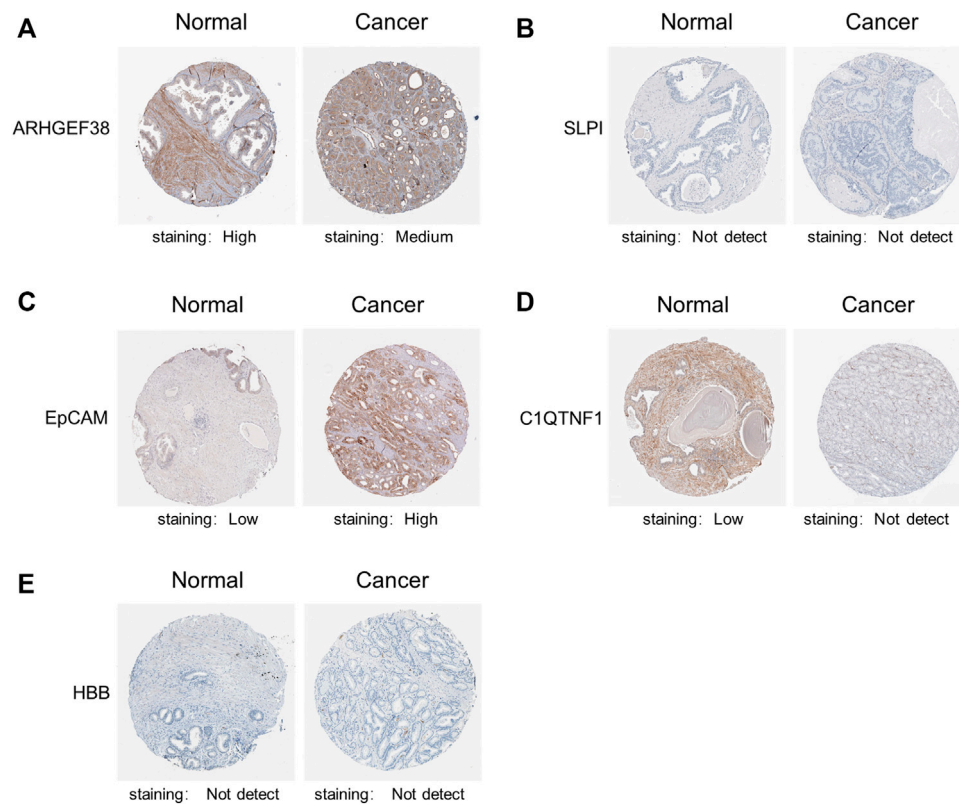 A Normal Cancer
ARHGEF38
staining: High staining: Medium
B Normal Cancer
SLPI
staining: Not detect staining: Not detect
C Normal Cancer
EpCAM
staining: Low staining: High
D Normal Cancer
C1QTNF1
staining: Low staining: Not detect
E Normal Cancer
HBB
staining: Not detect staining: Not detect